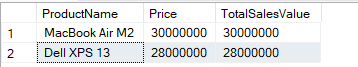 ProductName Price TotalSalesValue
1 MacBook Air M2 30000000 30000000
2 Dell XPS 13 28000000 28000000